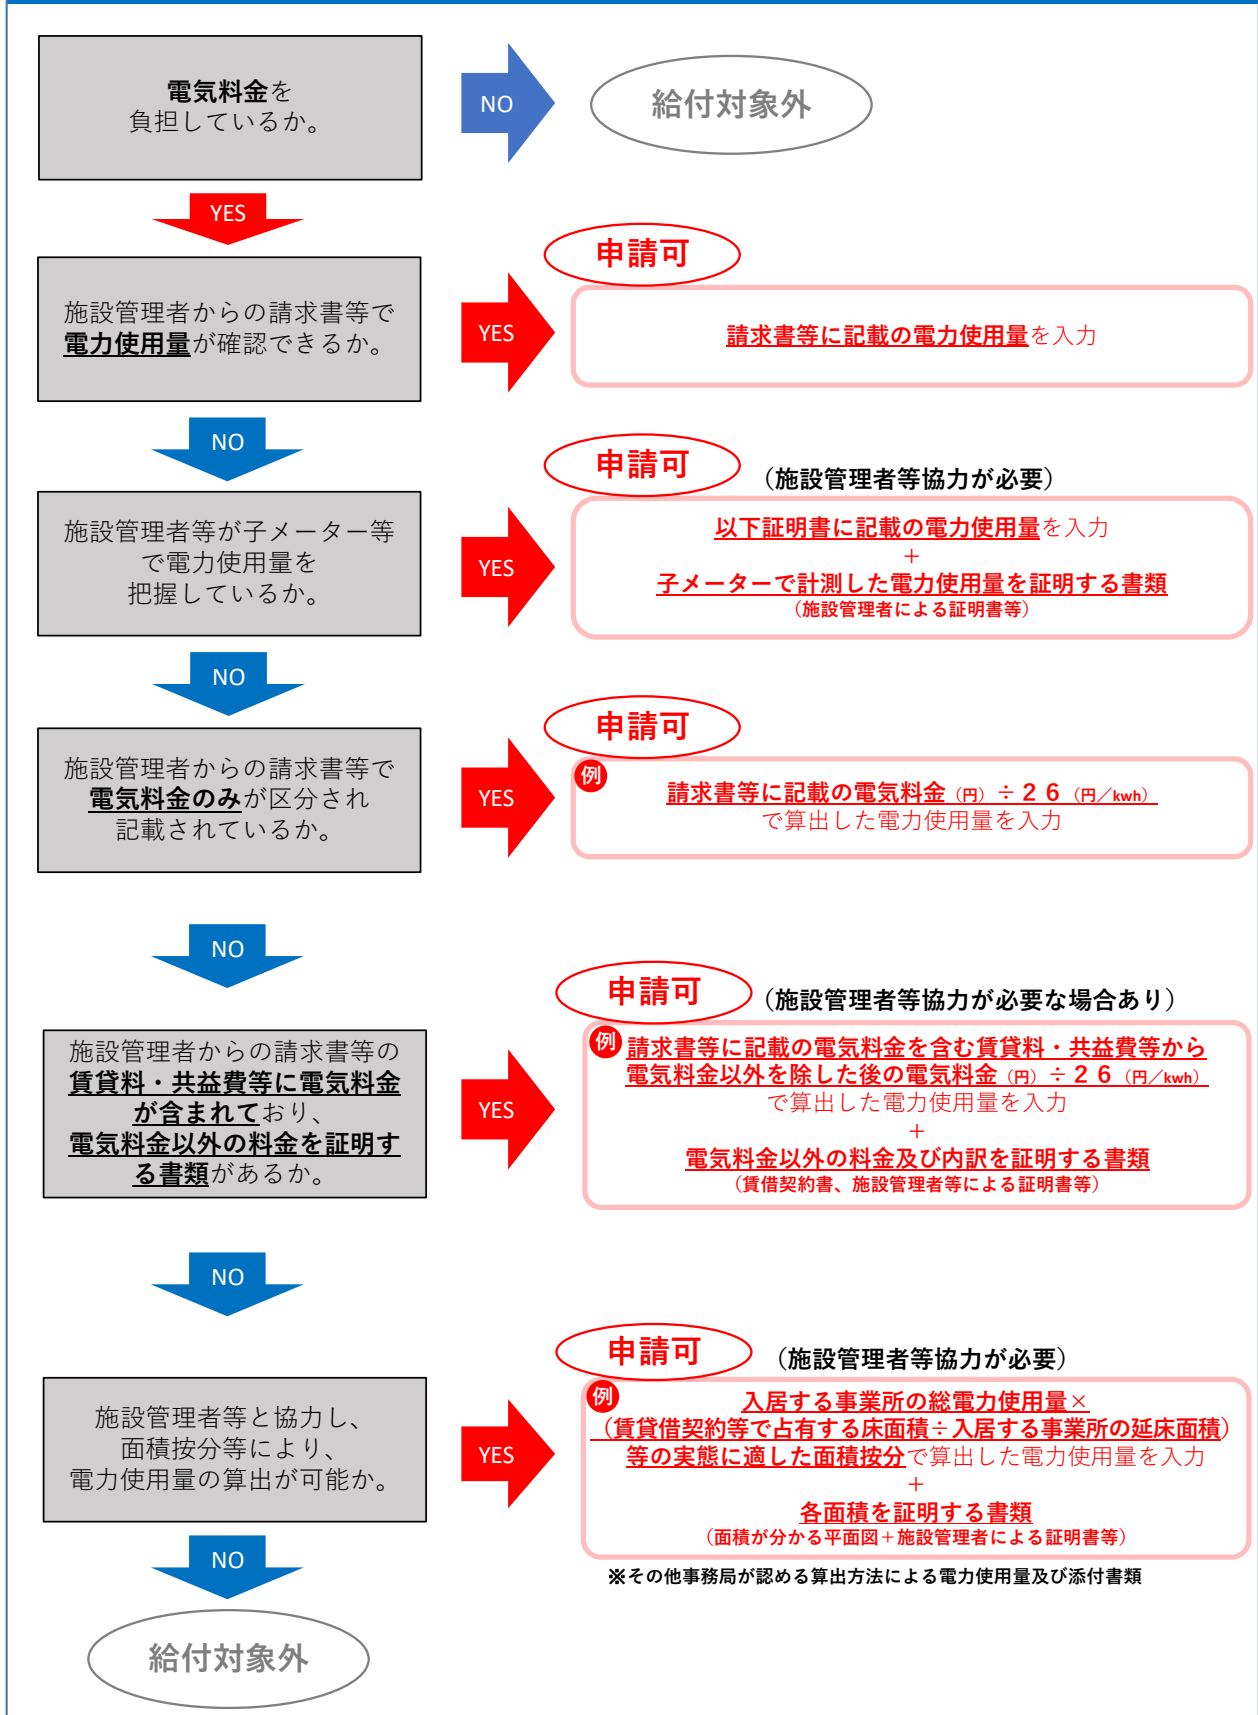 電気料金を
負担しているか。
NO
給付対象外
YES
施設管理者からの請求書等で
電力使用量が確認できるか。
YES
申請可
請求書等に記載の電力使用量を入力
NO
施設管理者等が子メーター等
で電力使用量を
把握しているか。
YES
申請可
（施設管理者等協力が必要）
以下証明書に記載の電力使用量を入力
＋
子メーターで計測した電力使用量を証明する書類
（施設管理者による証明書等）
NO
施設管理者からの請求書等で
電気料金のみが区分され
記載されているか。
YES
申請可
例
請求書等に記載の電気料金（円）÷２６（円／kwh）
で算出した電力使用量を入力
NO
施設管理者からの請求書等の
賃貸料・共益費等に電気料金
が含まれており、
電気料金以外の料金を証明す
る書類があるか。
YES
申請可
（施設管理者等協力が必要な場合あり）
例
請求書等に記載の電気料金を含む賃貸料・共益費等から
電気料金以外を除した後の電気料金（円）÷２６（円／kwh）
で算出した電力使用量を入力
＋
電気料金以外の料金及び内訳を証明する書類
（賃借契約書、施設管理者等による証明書等）
NO
施設管理者等と協力し、
面積按分等により、
電力使用量の算出が可能か。
YES
申請可
（施設管理者等協力が必要）
例
入居する事業所の総電力使用量×
（賃貸借契約等で占有する床面積÷入居する事業所の延床面積）
等の実態に適した面積按分で算出した電力使用量を入力
＋
各面積を証明する書類
（面積が分かる平面図＋施設管理者による証明書等）
※その他事務局が認める算出方法による電力使用量及び添付書類
NO
給付対象外